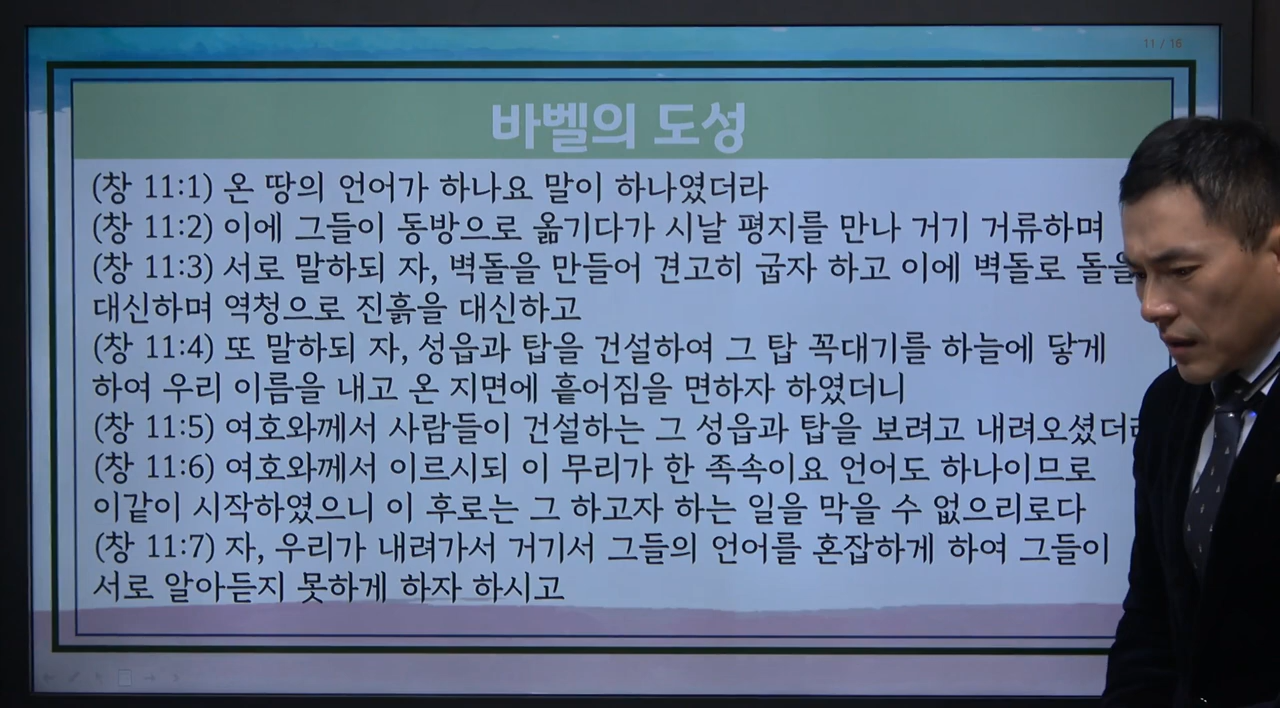 11 / 16
바벨의 도성
(창 11:1) 온 땅의 언어가 하나요 말이 하나였더라
(창 11:2) 이에 그들이 동방으로 옮기다가 시날 평지를 만나 거기 거류하며
(창 11:3) 서로 말하되 자, 벽돌을 만들어 견고히 굽자 하고 이에 벽돌로 돌을
대신하며 역청으로 진흙을 대신하고
(창 11:4) 또 말하되 자, 성읍과 탑을 건설하여 그 탑 꼭대기를 하늘에 닿게
하여 우리 이름을 내고 온 지면에 흩어짐을 면하자 하였더니
(창 11:5) 여호와께서 사람들이 건설하는 그 성읍과 탑을 보려고 내려오셨더라
(창 11:6) 여호와께서 이르시되 이 무리가 한 족속이요 언어도 하나이므로
이같이 시작하였으니 이 후로는 그 하고자 하는 일을 막을 수 없으리로다
(창 11:7) 자, 우리가 내려가서 거기서 그들의 언어를 혼잡하게 하여 그들이
서로 알아듣지 못하게 하자 하시고